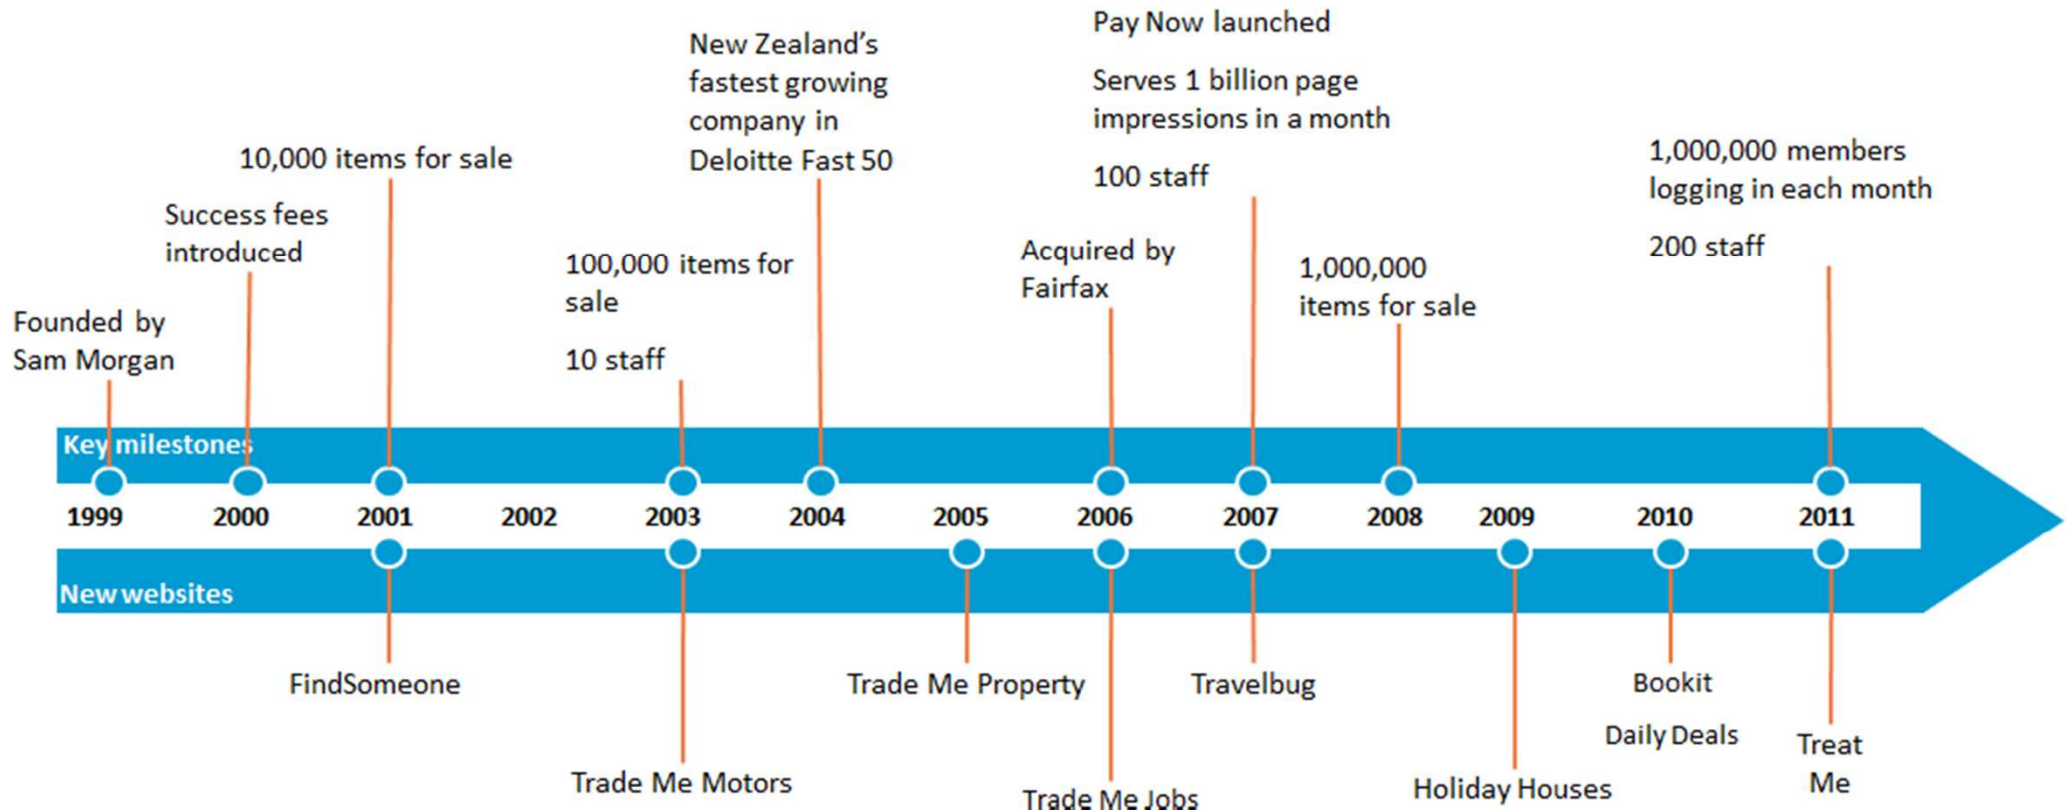 Founded by
Sam Morgan
Success fees
introduced
10,000 items for sale
100,000 items for
sale
10 staff
New Zealand’s
fastest growing
company in
Deloitte Fast 50
Acquired by
Fairfax
Pay Now launched
Serves 1 billion page
impressions in a month
100 staff
1,000,000
items for sale
1,000,000 members
logging in each month
200 staff
Key milestones
1999 2000 2001 2002 2003 2004 2005 2006 2007 2008 2009 2010 2011
New websites
FindSomeone
Trade Me Motors
Trade Me Property
Trade Me Jobs
Travelbug
Holiday Houses
Bookit
Daily Deals
Treat
Me